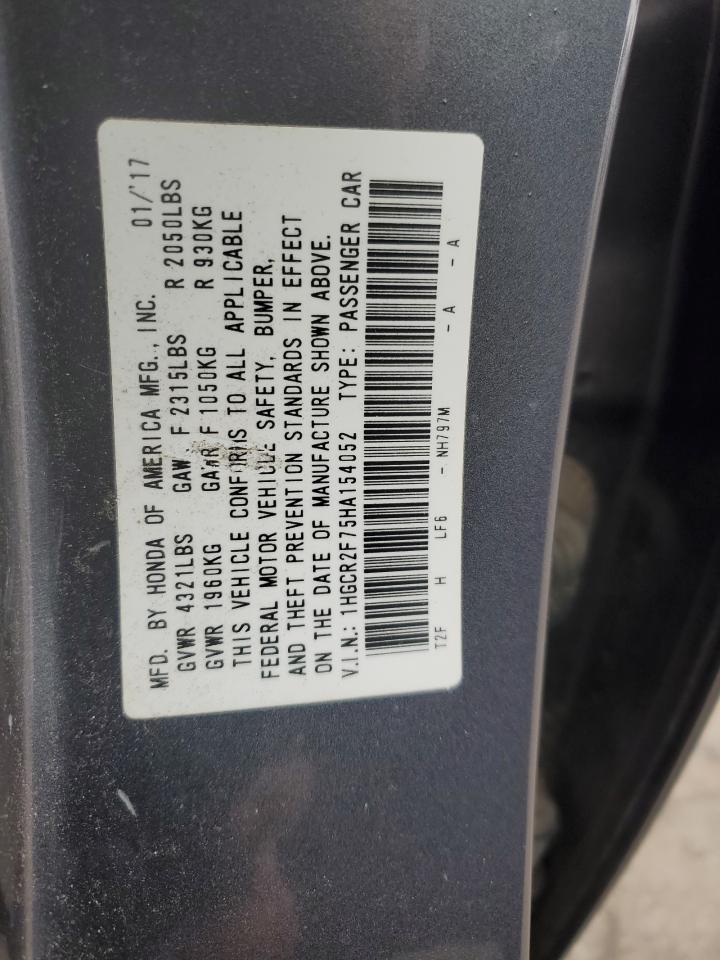 MFD. BY HONDA OF AMERICA MFG., INC. 01/'17
GVWR 4321LBS GAW F 2315LBS R 2050LBS
GVWR 1960KG GAWR F 1050KG R 930KG
THIS VEHICLE CONFORMS TO ALL APPLICABLE
FEDERAL MOTOR VEHICLE SAFETY, BUMPER,
AND THEFT PREVENTION STANDARDS IN EFFECT
ON THE DATE OF MANUFACTURE SHOWN ABOVE.
V.I.N.: 1HGCR2F75HA154052 TYPE: PASSENGER CAR
T2F H LF6 - NH797M - A - A